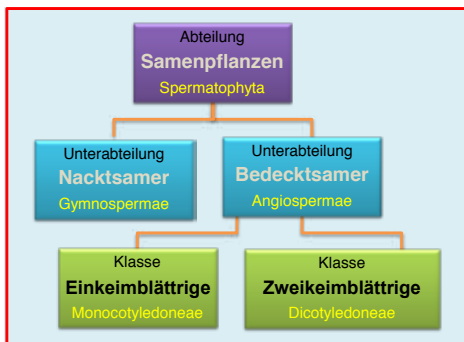 Abteilung
Samenpflanzen
Spermatophyta
Unterabteilung
Nacktsamer
Gymnospermae
Unterabteilung
Bedecktsamer
Angiospermae
Klasse
Einkeimblättrige
Monocotyledoneae
Klasse
Zweikeimblättrige
Dicotyledoneae